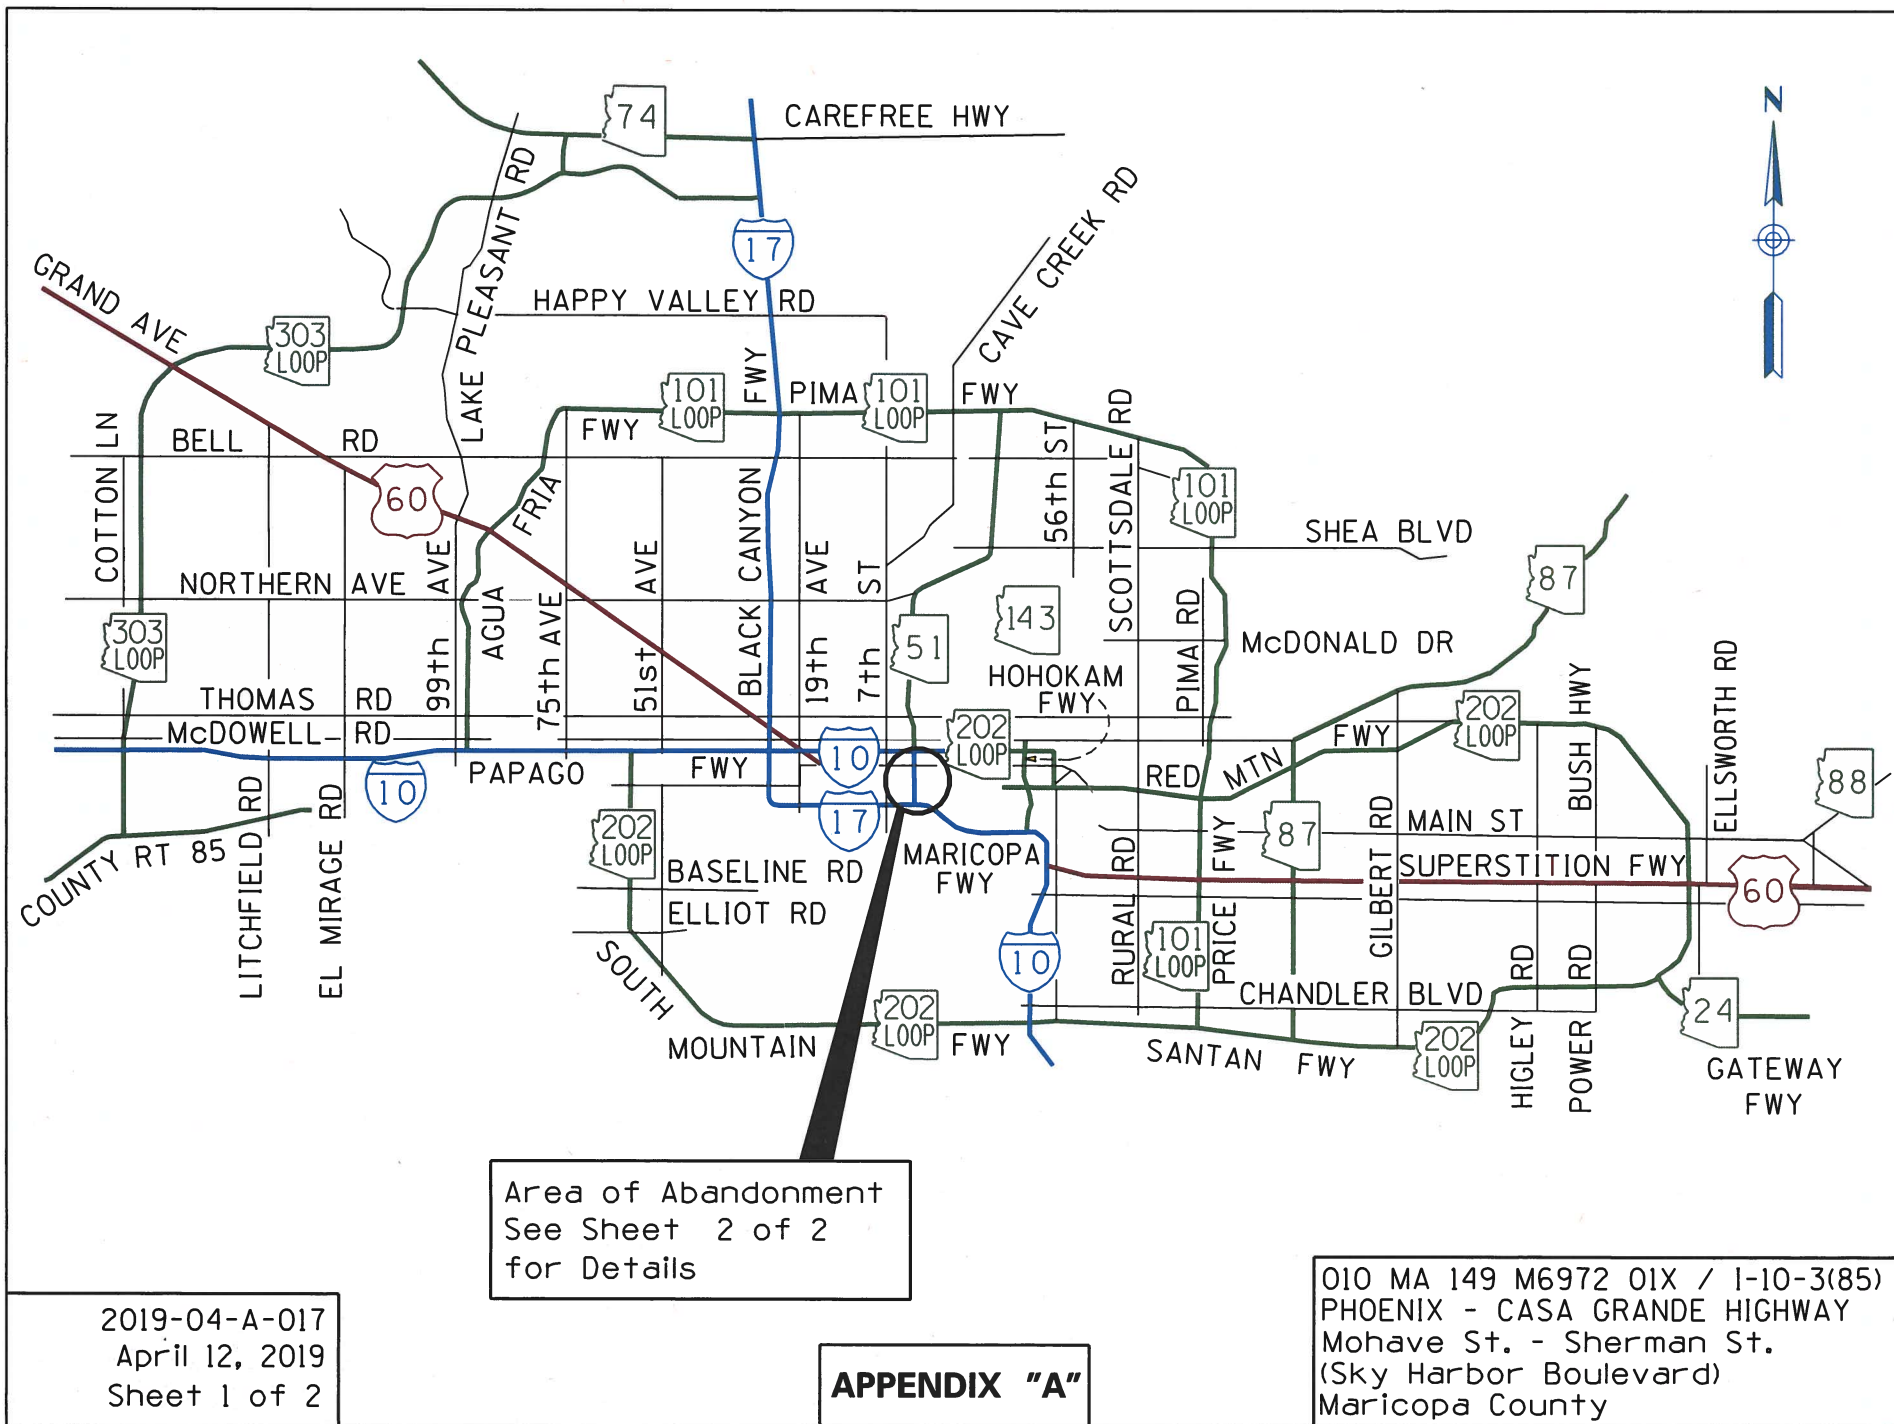 74
CAREFREE HWY
N
LAKE PLEASANT RD
CAVE CREEK RD
17
GRAND AVE
HAPPY VALLEY RD
303
LOOP
101
LOOP
FWY
PIMA
101
LOOP
FWY
FWY
COTTON LN
BELL RD
60
FRIA
AGUA
BLACK CANYON
56th ST
SCOTTSDALE RD
101
LOOP
SHEA BLVD
87
NORTHERN AVE
99th AVE
75th AVE
51st AVE
19th AVE
7th ST
143
51
303
LOOP
PIMA RD
McDONALD DR
HOHOKAM
FWY
THOMAS RD
McDOWELL RD
202
LOOP
FWY
202
LOOP
BUSH HWY
ELLSWORTH RD
10
PAPAGO
FWY
10
RED MTN
88
17
202
LOOP
87
MAIN ST
COUNTY RT 85
LITCHFIELD RD
EL MIRAGE RD
BASELINE RD
MARICOPA
FWY
SUPERSTITION FWY
60
ELLIOT RD
RURAL RD
PRICE FWY
GILBERT RD
10
101
LOOP
SOUTH
MOUNTAIN
202
LOOP
FWY
CHANDLER BLVD
SANTAN FWY
202
LOOP
HIGLEY RD
POWER RD
24
GATEWAY
FWY
Area of Abandonment
See Sheet 2 of 2
for Details
2019-04-A-017
April 12, 2019
Sheet 1 of 2
APPENDIX "A"
010 MA 149 M6972 01X / I-10-3(85)
PHOENIX - CASA GRANDE HIGHWAY
Mohave St. - Sherman St.
(Sky Harbor Boulevard)
Maricopa County